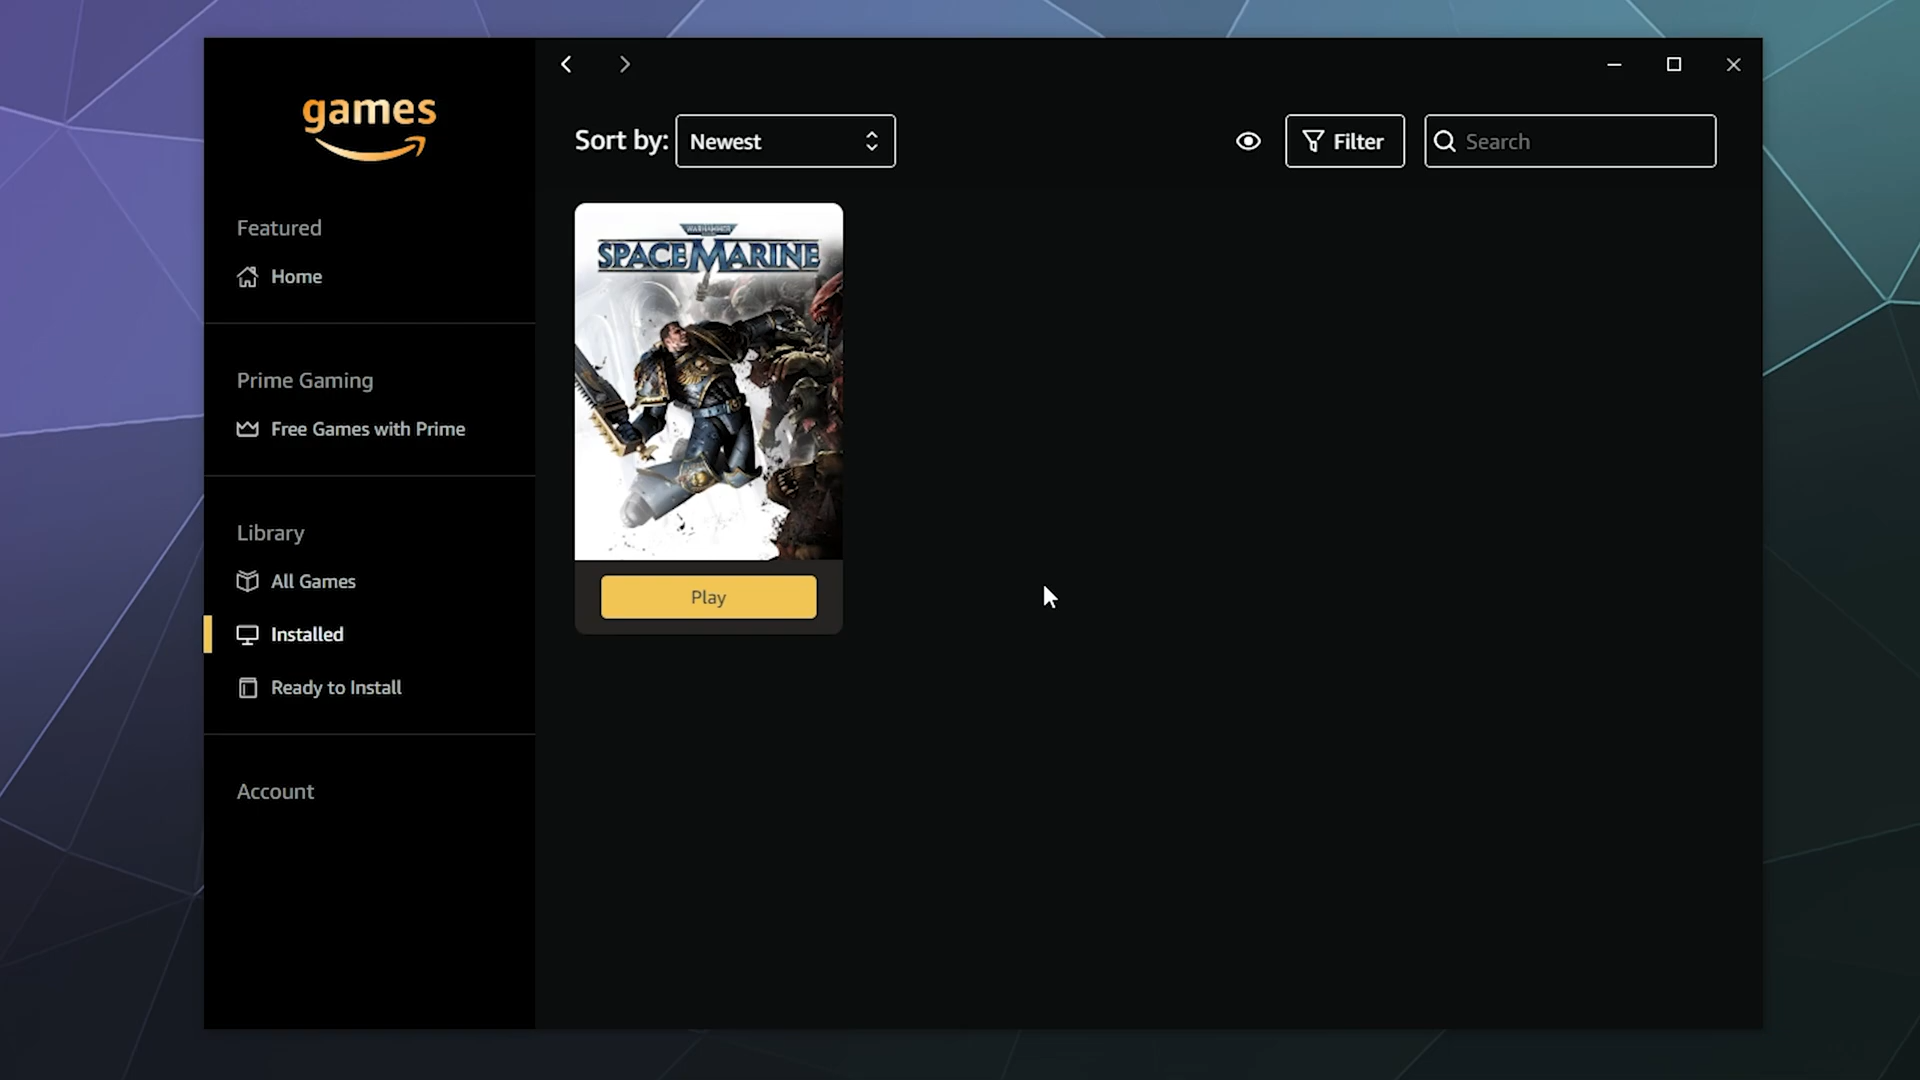 games
Featured
Home
Prime Gaming
Free Games with Prime
Library
All Games
Installed
Ready to Install
Account
Sort by:
Newest
Filter
Search
WARHAMMER
SPACE MARINE
Play